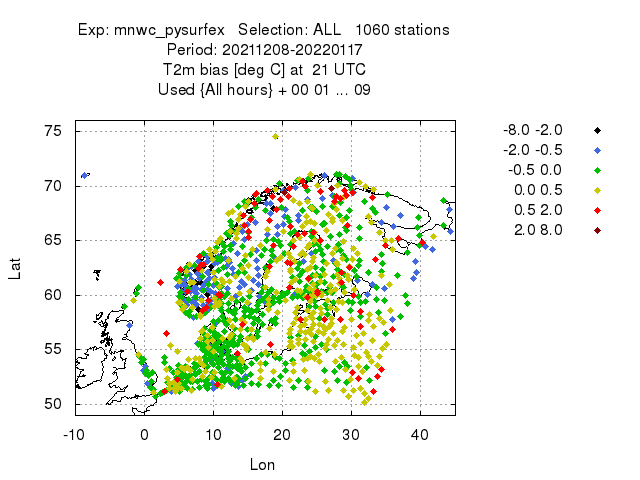 Exp: mnwc_pysurfex   Selection: ALL   1060 stations
Period: 20211208-20220117
T2m bias [deg C] at  21 UTC
Used {All hours} + 00 01 ... 09
75
70
65
60
55
50
Lat
-10 0 10 20 30 40
Lon
-8.0 -2.0
-2.0 -0.5
-0.5 0.0
0.0 0.5
0.5 2.0
2.0 8.0